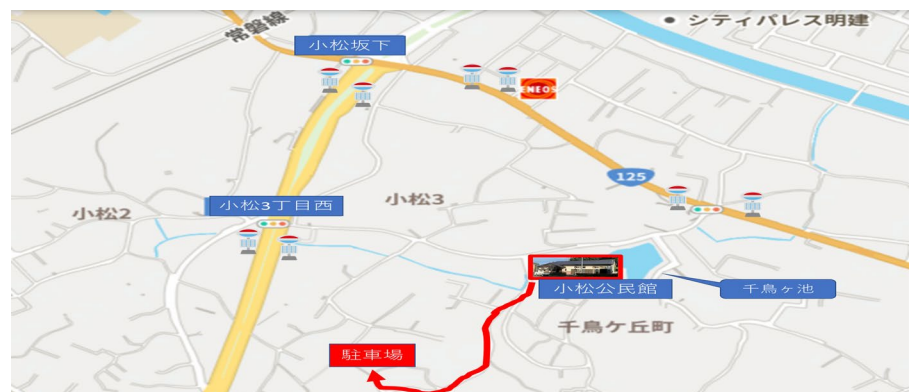 シティパレス明建
常磐線
小松坂下
ENEOS
125
小松3
小松3丁目西
小松2
小松公民館
千鳥ヶ池
千鳥ケ丘町
駐車場